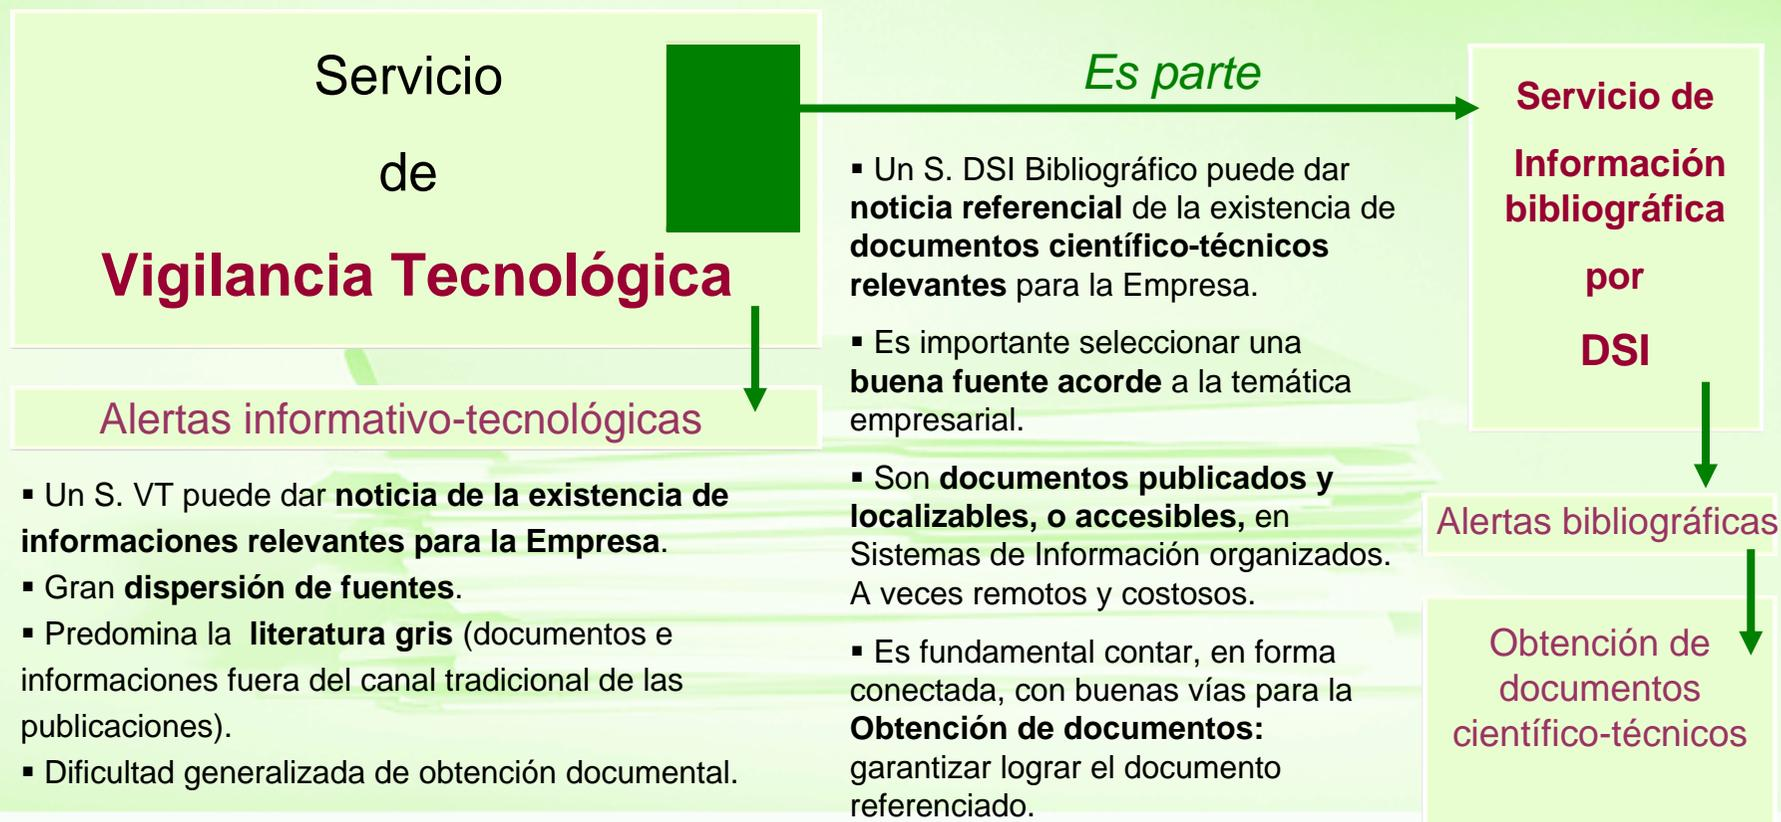 Servicio
de
Vigilancia Tecnológica
Alertas informativo-tecnológicas
▪ Un S. VT puede dar noticia de la existencia de
informaciones relevantes para la Empresa.
▪ Gran dispersión de fuentes.
▪ Predomina la literatura gris (documentos e
informaciones fuera del canal tradicional de las
publicaciones).
▪ Dificultad generalizada de obtención documental.
Es parte
▪ Un S. DSI Bibliográfico puede dar
noticia referencial de la existencia de
documentos científico-técnicos
relevantes para la Empresa.
▪ Es importante seleccionar una
buena fuente acorde a la temática
empresarial.
▪ Son documentos publicados y
localizables, o accesibles, en
Sistemas de Información organizados.
A veces remotos y costosos.
▪ Es fundamental contar, en forma
conectada, con buenas vías para la
Obtención de documentos:
garantizar lograr el documento
referenciado.
Servicio de
Información
bibliográfica
por
DSI
Alertas bibliográficas
Obtención de
documentos
científico-técnicos